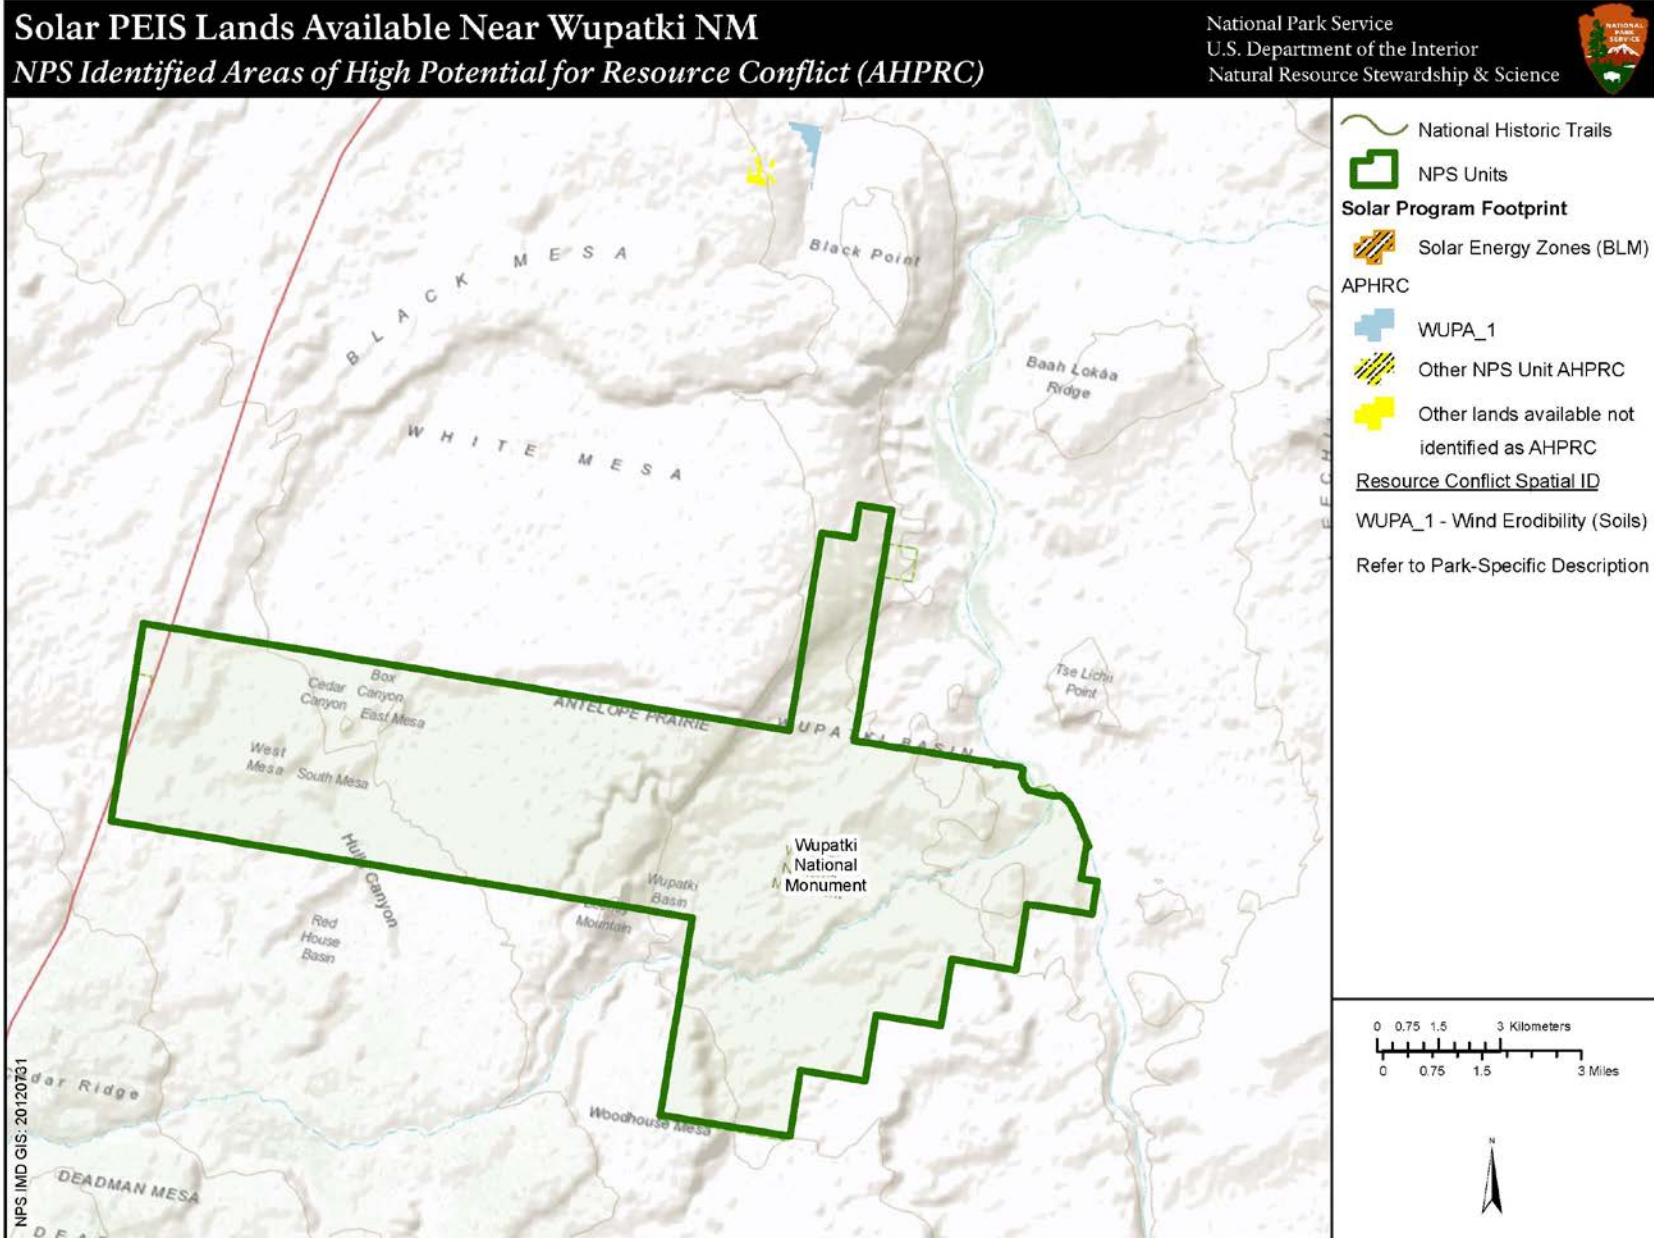 Solar PEIS Lands Available Near Wupatki NM
NPS Identified Areas of High Potential for Resource Conflict (AHPRC)
National Park Service
U.S. Department of the Interior
Natural Resource Stewardship & Science
NATIONAL
PARK
SERVICE
National Historic Trails
NPS Units
Solar Program Footprint
Solar Energy Zones (BLM)
APHRC
WUPA_1
Other NPS Unit AHPRC
Other lands available not
identified as AHPRC
Resource Conflict Spatial ID
WUPA_1 - Wind Erodibility (Soils)
Refer to Park-Specific Description
0 0.75 1.5 3 Kilometers
0 0.75 1.5 3 Miles
N
BLACK MESA
Black Point
Baah Lokaa
Ridge
WHITE MESA
Box
Canyon
Cedar
Canyon
East Mesa
ANTELOPE PRAIRIE
WUPATKI BASIN
Tse Lichii
Point
West
Mesa
South Mesa
Hulls Canyon
Wupatki
National
Monument
Wupatki
Basin
Mountain
Red
House
Basin
Woodhouse Mesa
Ridge
DEADMAN MESA
NPS IMD GIS: 20120731